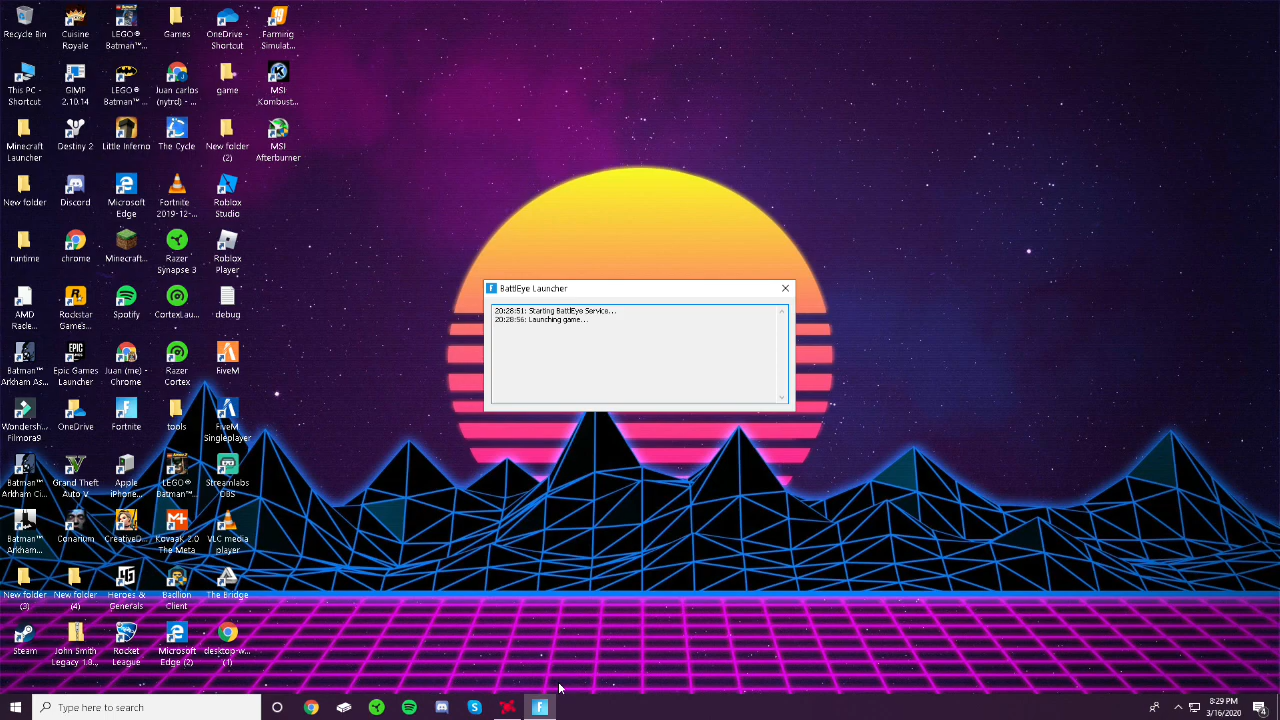 Recycle Bin
Cuisine
Royale
LEGO®
Batman™...
Games
OneDrive -
Shortcut
Farming
Simulat...
This PC -
Shortcut
GIMP
2.10.14
LEGO®
Batman™...
Juan carlos
(nytrd) - ...
game
MSI
Kombust...
Minecraft
Launcher
Destiny 2
Little Inferno
The Cycle
New folder
(2)
MSI
Afterburner
New folder
Discord
Microsoft
Edge
Fortnite
2019-12-...
Roblox
Studio
runtime
chrome
Minecraft...
Razer
Synapse 3
Roblox
Player
AMD
Rade...
Rockstar
Games...
Spotify
CortexLau...
debug
Batman™
Arkham As...
Epic Games
Launcher
Juan (me) -
Chrome
Razer
Cortex
FiveM
Wondersh...
Filmora9
OneDrive
Fortnite
tools
FiveM
Singleplayer
Batman™
Arkham Ci...
Grand Theft
Auto V
Apple
iPhone...
LEGO®
Batman™...
Streamlabs
OBS
Batman™
Arkham...
Conarium
CreativeD...
KovaaK 2.0
The Meta
VLC media
player
New folder
(3)
New folder
(4)
Heroes &
Generals
Badlion
Client
The Bridge
Steam
John Smith
Legacy 1.8...
Rocket
League
Microsoft
Edge (2)
desktop-w...
(1)
BattlEye Launcher
20:28:51: Starting BattlEye Service...
20:28:56: Launching game...
Type here to search
8:29 PM
3/16/2020
4